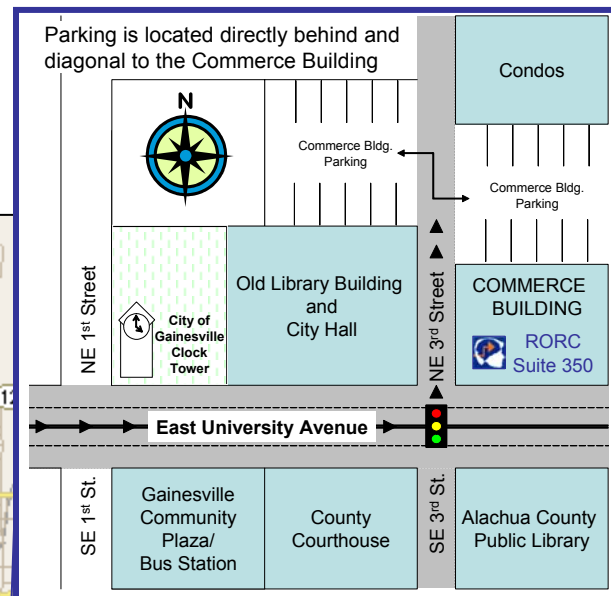 Parking is located directly behind and
diagonal to the Commerce Building
Condos
N
Commerce Bldg.
Parking
Commerce Bldg.
Parking
NE 1st Street
City of
Gainesville
Clock
Tower
Old Library Building
and
City Hall
NE 3rd Street
COMMERCE
BUILDING
RORC
Suite 350
12
East University Avenue
SE 1st St.
Gainesville
Community
Plaza/
Bus Station
County
Courthouse
SE 3rd St.
Alachua County
Public Library